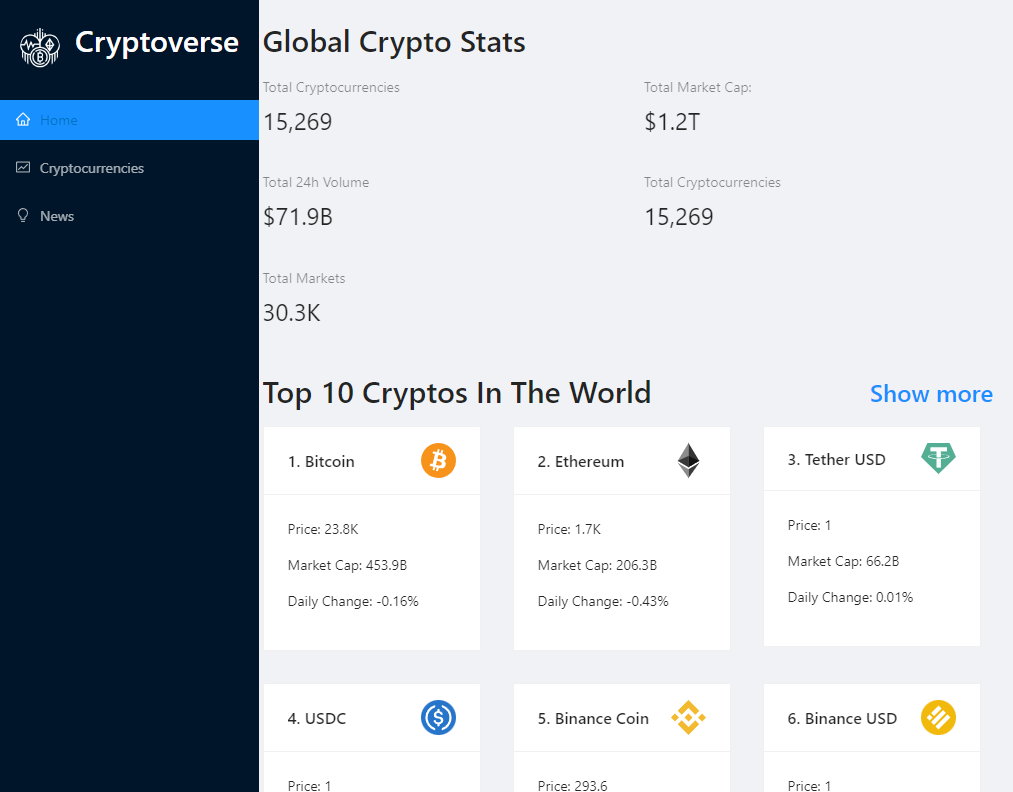 Cryptoverse
Home
Cryptocurrencies
News
Global Crypto Stats
Total Cryptocurrencies
15,269
Total Market Cap:
$1.2T
Total 24h Volume
$71.9B
Total Cryptocurrencies
15,269
Total Markets
30.3K
Top 10 Cryptos In The World
Show more
1. Bitcoin
Price: 23.8K
Market Cap: 453.9B
Daily Change: -0.16%
2. Ethereum
Price: 1.7K
Market Cap: 206.3B
Daily Change: -0.43%
3. Tether USD
Price: 1
Market Cap: 66.2B
Daily Change: 0.01%
4. USDC
Price: 1
5. Binance Coin
Price: 293.6
6. Binance USD
Price: 1